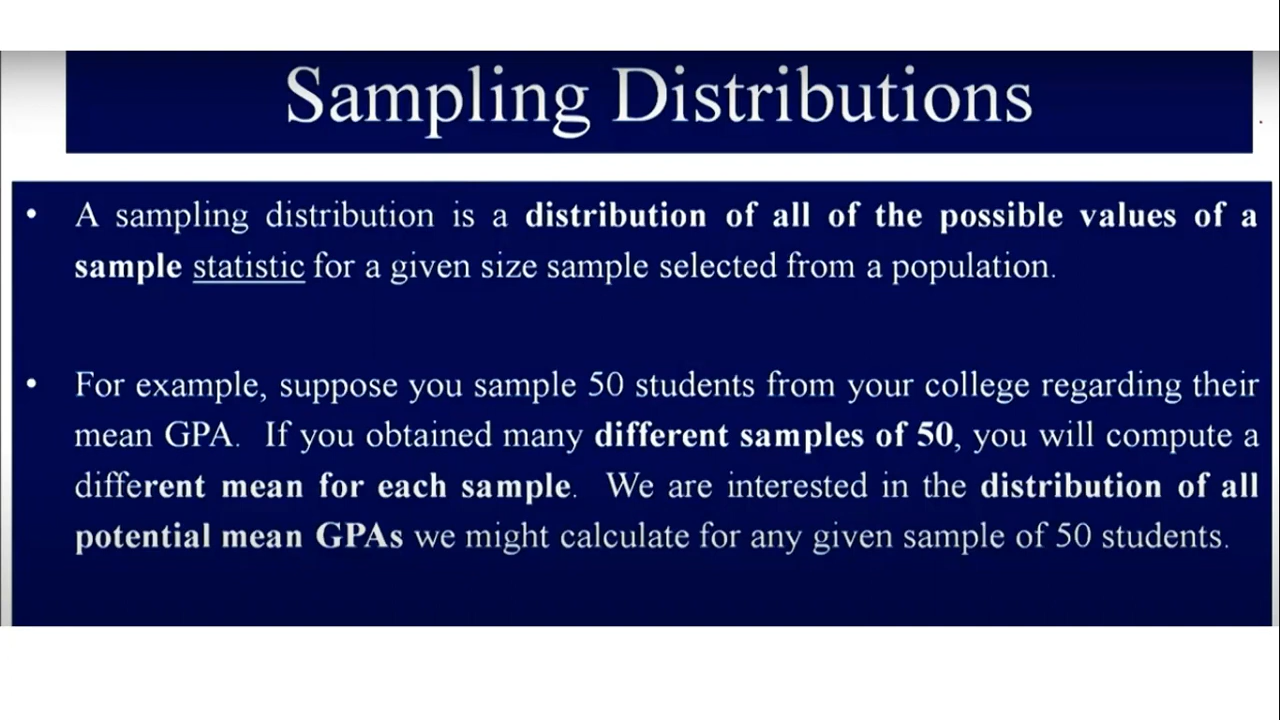 Sampling Distributions
• A sampling distribution is a distribution of all of the possible values of a
sample statistic for a given size sample selected from a population.
• For example, suppose you sample 50 students from your college regarding their
mean GPA. If you obtained many different samples of 50, you will compute a
different mean for each sample. We are interested in the distribution of all
potential mean GPAs we might calculate for any given sample of 50 students.